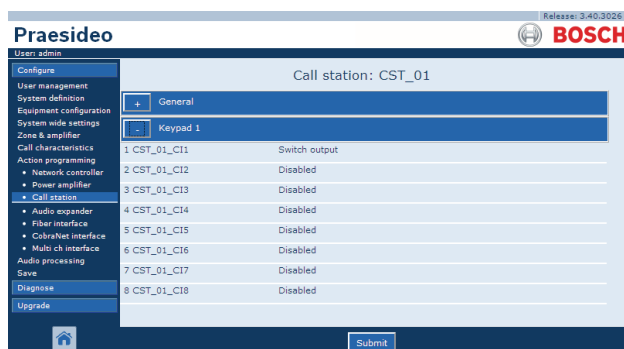 Release: 3.40.3026
Praesideo
BOSCH
User: admin
Configure
User management
System definition
Equipment configuration
System wide settings
Zone & amplifier
Call characteristics
Action programming
• Network controller
• Power amplifier
• Call station
• Audio expander
• Fiber interface
• CobraNet interface
• Multi ch interface
Audio processing
Save
Diagnose
Upgrade
Call station: CST_01
+ General
- Keypad 1
1 CST_01_CI1 Switch output
2 CST_01_CI2 Disabled
3 CST_01_CI3 Disabled
4 CST_01_CI4 Disabled
5 CST_01_CI5 Disabled
6 CST_01_CI6 Disabled
7 CST_01_CI7 Disabled
8 CST_01_CI8 Disabled
Submit